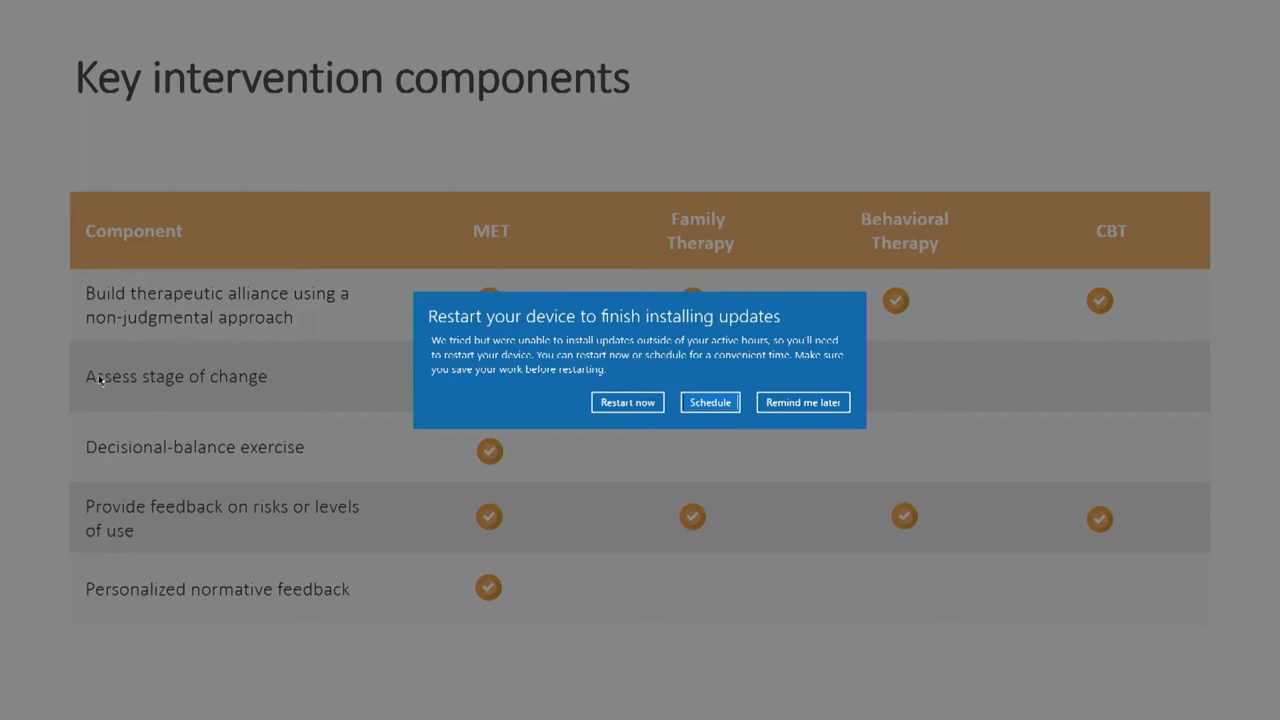 Key intervention components
Component
MET
Family
Therapy
Behavioral
Therapy
CBT
Build therapeutic alliance using a
non-judgmental approach
Restart your device to finish installing updates
We tried but were unable to install updates outside of your active hours, so you'll need
to restart your device. You can restart now or schedule for a convenient time. Make sure
you save your work before restarting.
Restart now
Schedule
Remind me later
Assess stage of change
Decisional-balance exercise
Provide feedback on risks or levels
of use
Personalized normative feedback